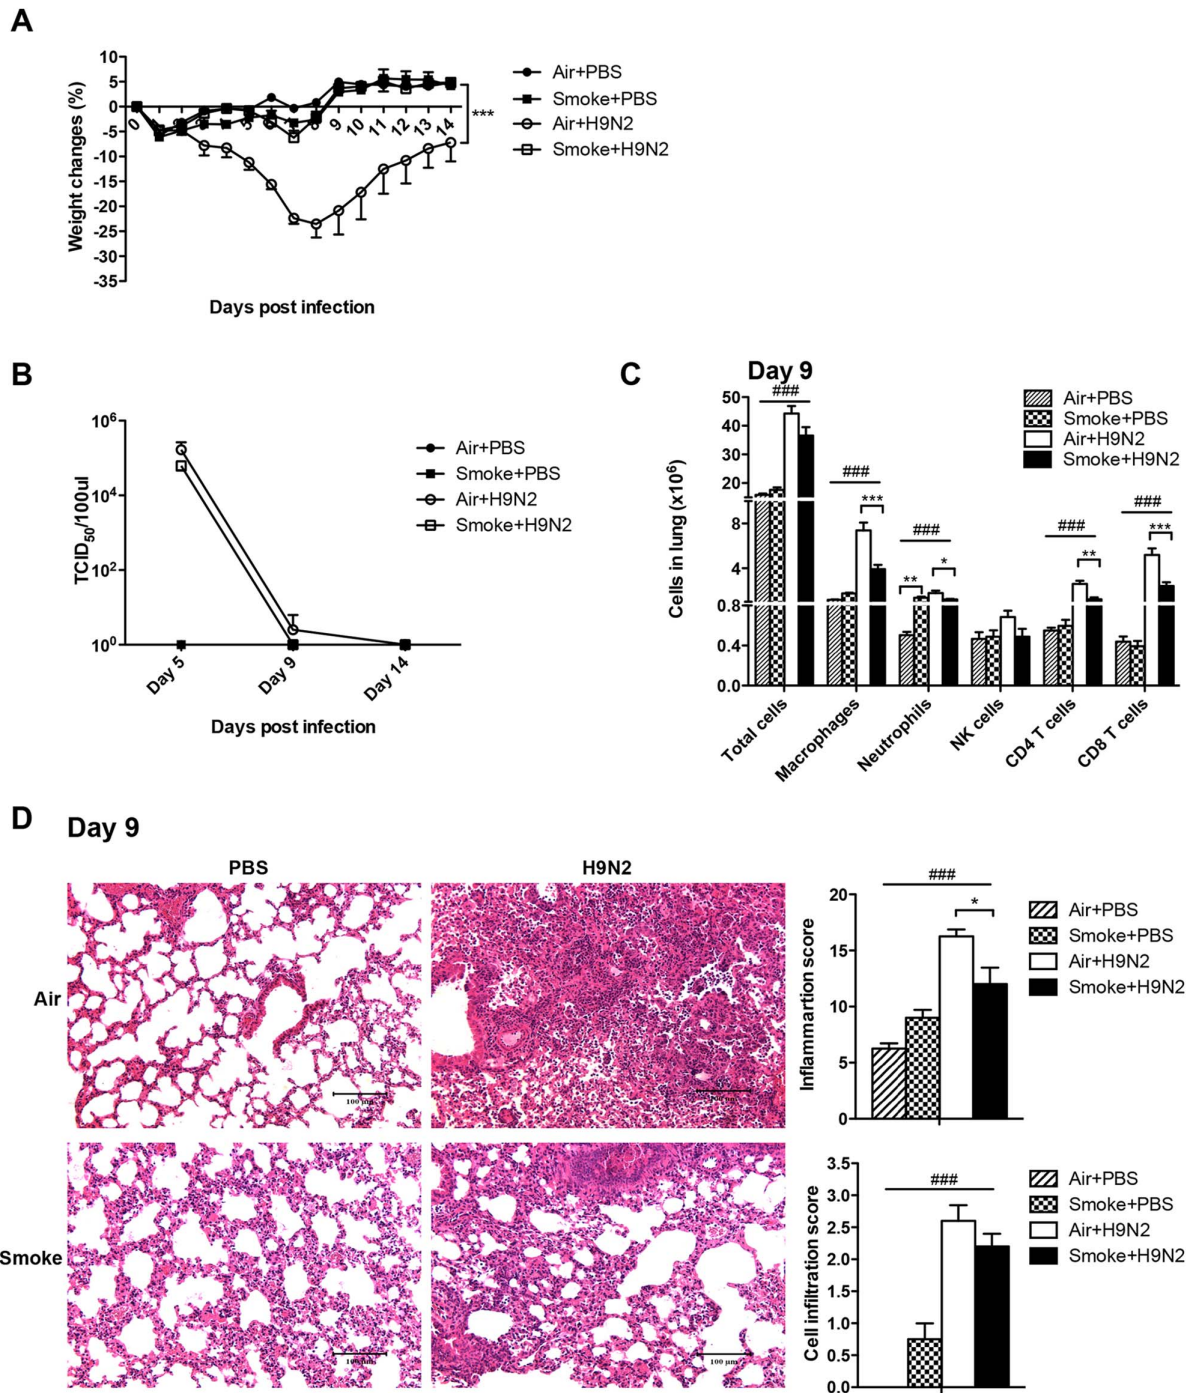 A
10
5
0
-5
-10
-15
-20
-25
-30
-35
Weight changes (%)
0
9
10
11
12
13
14
***
Days post infection
Air+PBS
Smoke+PBS
Air+H9N2
Smoke+H9N2
B
10⁶
10⁴
10²
10⁰
TCID₅₀/100ul
Day 5
Day 9
Day 14
Days post infection
Air+PBS
Smoke+PBS
Air+H9N2
Smoke+H9N2
C
Day 9
50
40
30
20
8
4
0.8
0.4
0.0
Cells in lung (x10⁶)
###
###
***
###
**
*
###
**
###
***
Total cells
Macrophages
Neutrophils
NK cells
CD4 T cells
CD8 T cells
Air+PBS
Smoke+PBS
Air+H9N2
Smoke+H9N2
D
Day 9
PBS
H9N2
Air
Smoke
100 μm
100 μm
100 μm
100 μm
20
15
10
5
0
Inflammartion score
###
*
Air+PBS
Smoke+PBS
Air+H9N2
Smoke+H9N2
3.5
3.0
2.5
2.0
1.5
1.0
0.5
0.0
Cell infiltration score
###
Air+PBS
Smoke+PBS
Air+H9N2
Smoke+H9N2